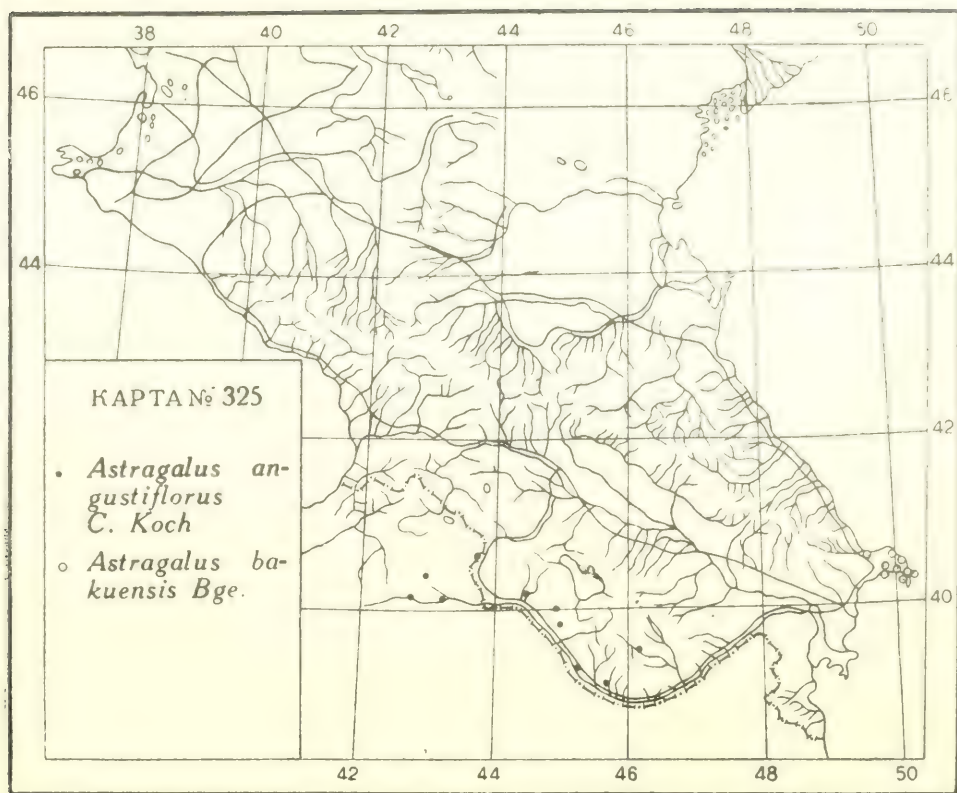 38 40 42 44 46 48 50
46 46
44 44
КАРТА № 325
42
Astragalus an-
gustiflorus
C. Koch
Astragalus ba-
kuensis Bge.
40
42 44 46 48 50